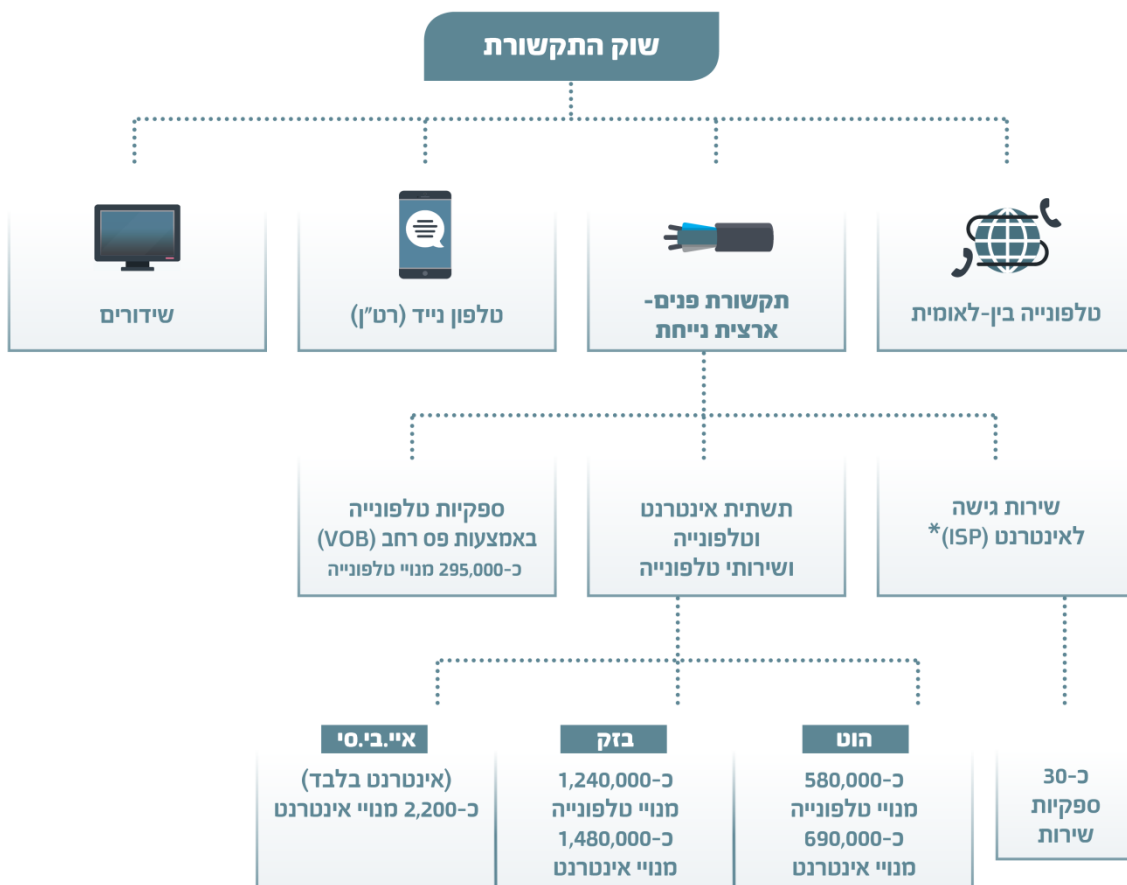 שוק התקשורת
טלפונייה בין-לאומית
תקשורת פנים-
ארצית נייחת
טלפון נייד (רט"ן)
שידורים
שירות גישה
לאינטרנט (ISP)*
תשתית אינטרנט
וטלפונייה
ושירותי טלפונייה
ספקיות טלפונייה
באמצעות פס רחב (VOB)
כ-295,000 מנויי טלפונייה
כ-30
ספקיות
שירות
הוט
כ-580,000
מנויי טלפונייה
כ-690,000
מנויי אינטרנט
בזק
כ-1,240,000
מנויי טלפונייה
כ-1,480,000
מנויי אינטרנט
איי.בי.סי
(אינטרנט בלבד)
כ-2,200 מנויי אינטרנט